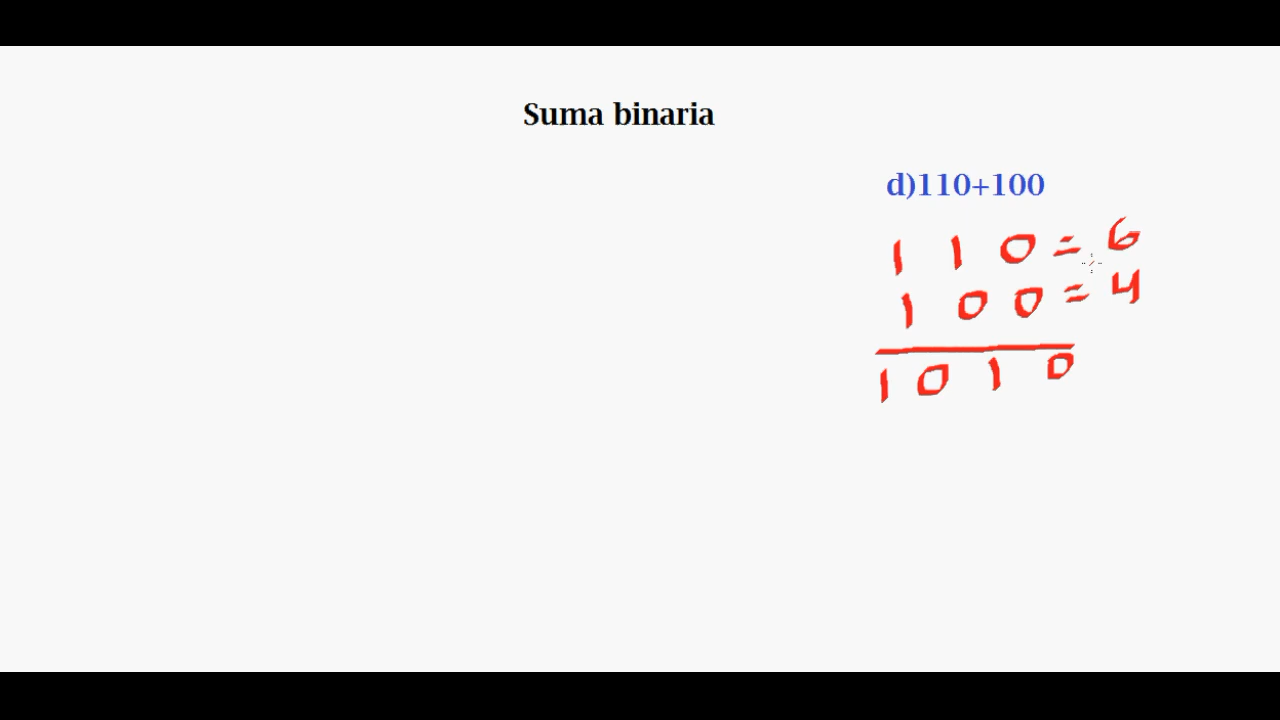 Suma binaria
d)110+100
1 1 0 = 6
1 0 0 = 4
1 0 1 0